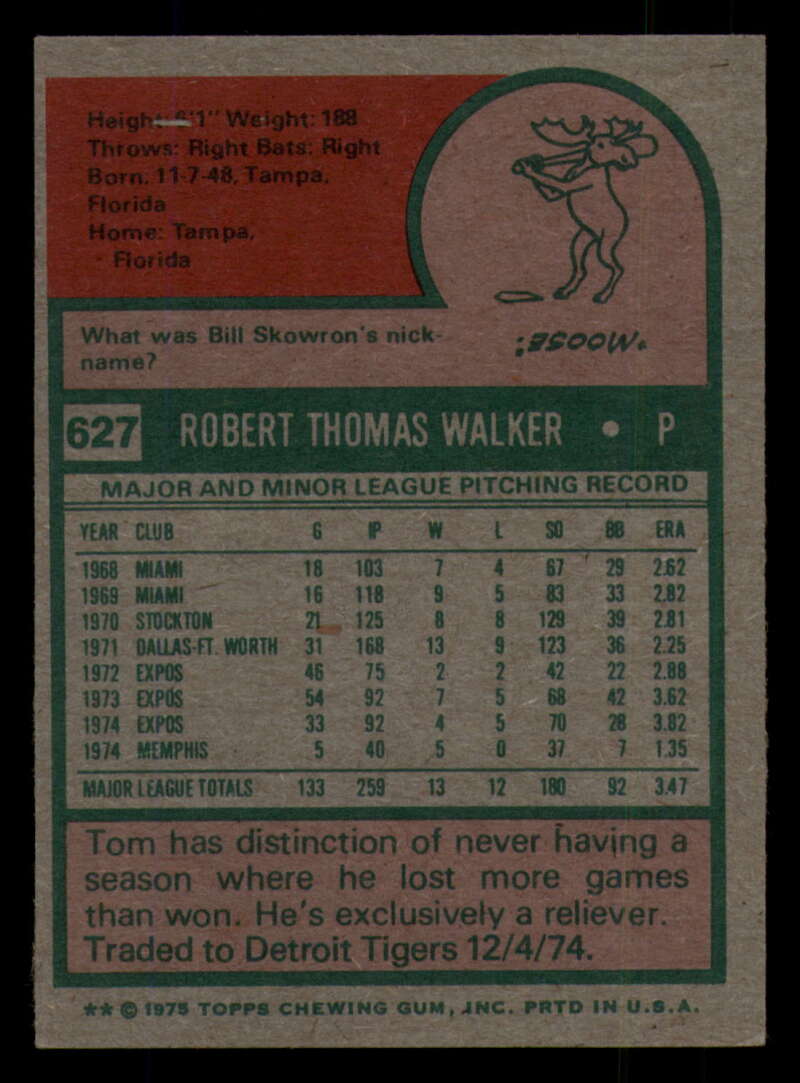 Height: 6'1" Weight: 188
Throws: Right Bats: Right
Born: 11-7-48, Tampa,
Florida
Home: Tampa,
Florida
What was Bill Skowron's nick-
name?
"MOOSE."
627 ROBERT THOMAS WALKER • P
MAJOR AND MINOR LEAGUE PITCHING RECORD
YEAR CLUB G IP W L SO BB ERA
1968 MIAMI 18 103 7 4 67 29 2.62
1969 MIAMI 16 118 9 5 83 33 2.82
1970 STOCKTON 21 125 8 8 129 39 2.81
1971 DALLAS-FT. WORTH 31 168 13 9 123 36 2.25
1972 EXPOS 46 75 2 2 42 22 2.88
1973 EXPOS 54 92 7 5 68 42 3.62
1974 EXPOS 33 92 4 5 70 28 3.82
1974 MEMPHIS 5 40 5 0 37 7 1.35
MAJOR LEAGUE TOTALS 133 259 13 12 180 92 3.47
Tom has distinction of never having a
season where he lost more games
than won. He's exclusively a reliever.
Traded to Detroit Tigers 12/4/74.
** © 1975 TOPPS CHEWING GUM, INC. PRTD IN U.S.A.